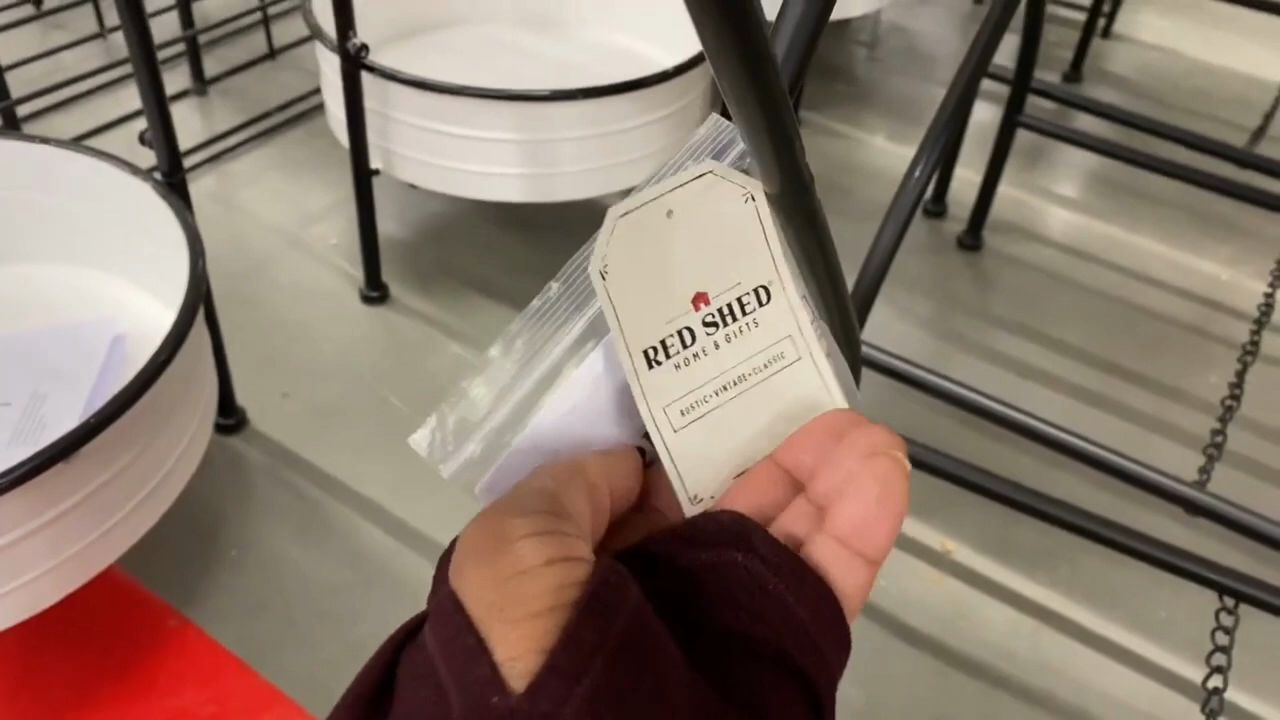 RED SHED®
HOME & GIFTS
RUSTIC • VINTAGE • CLASSIC